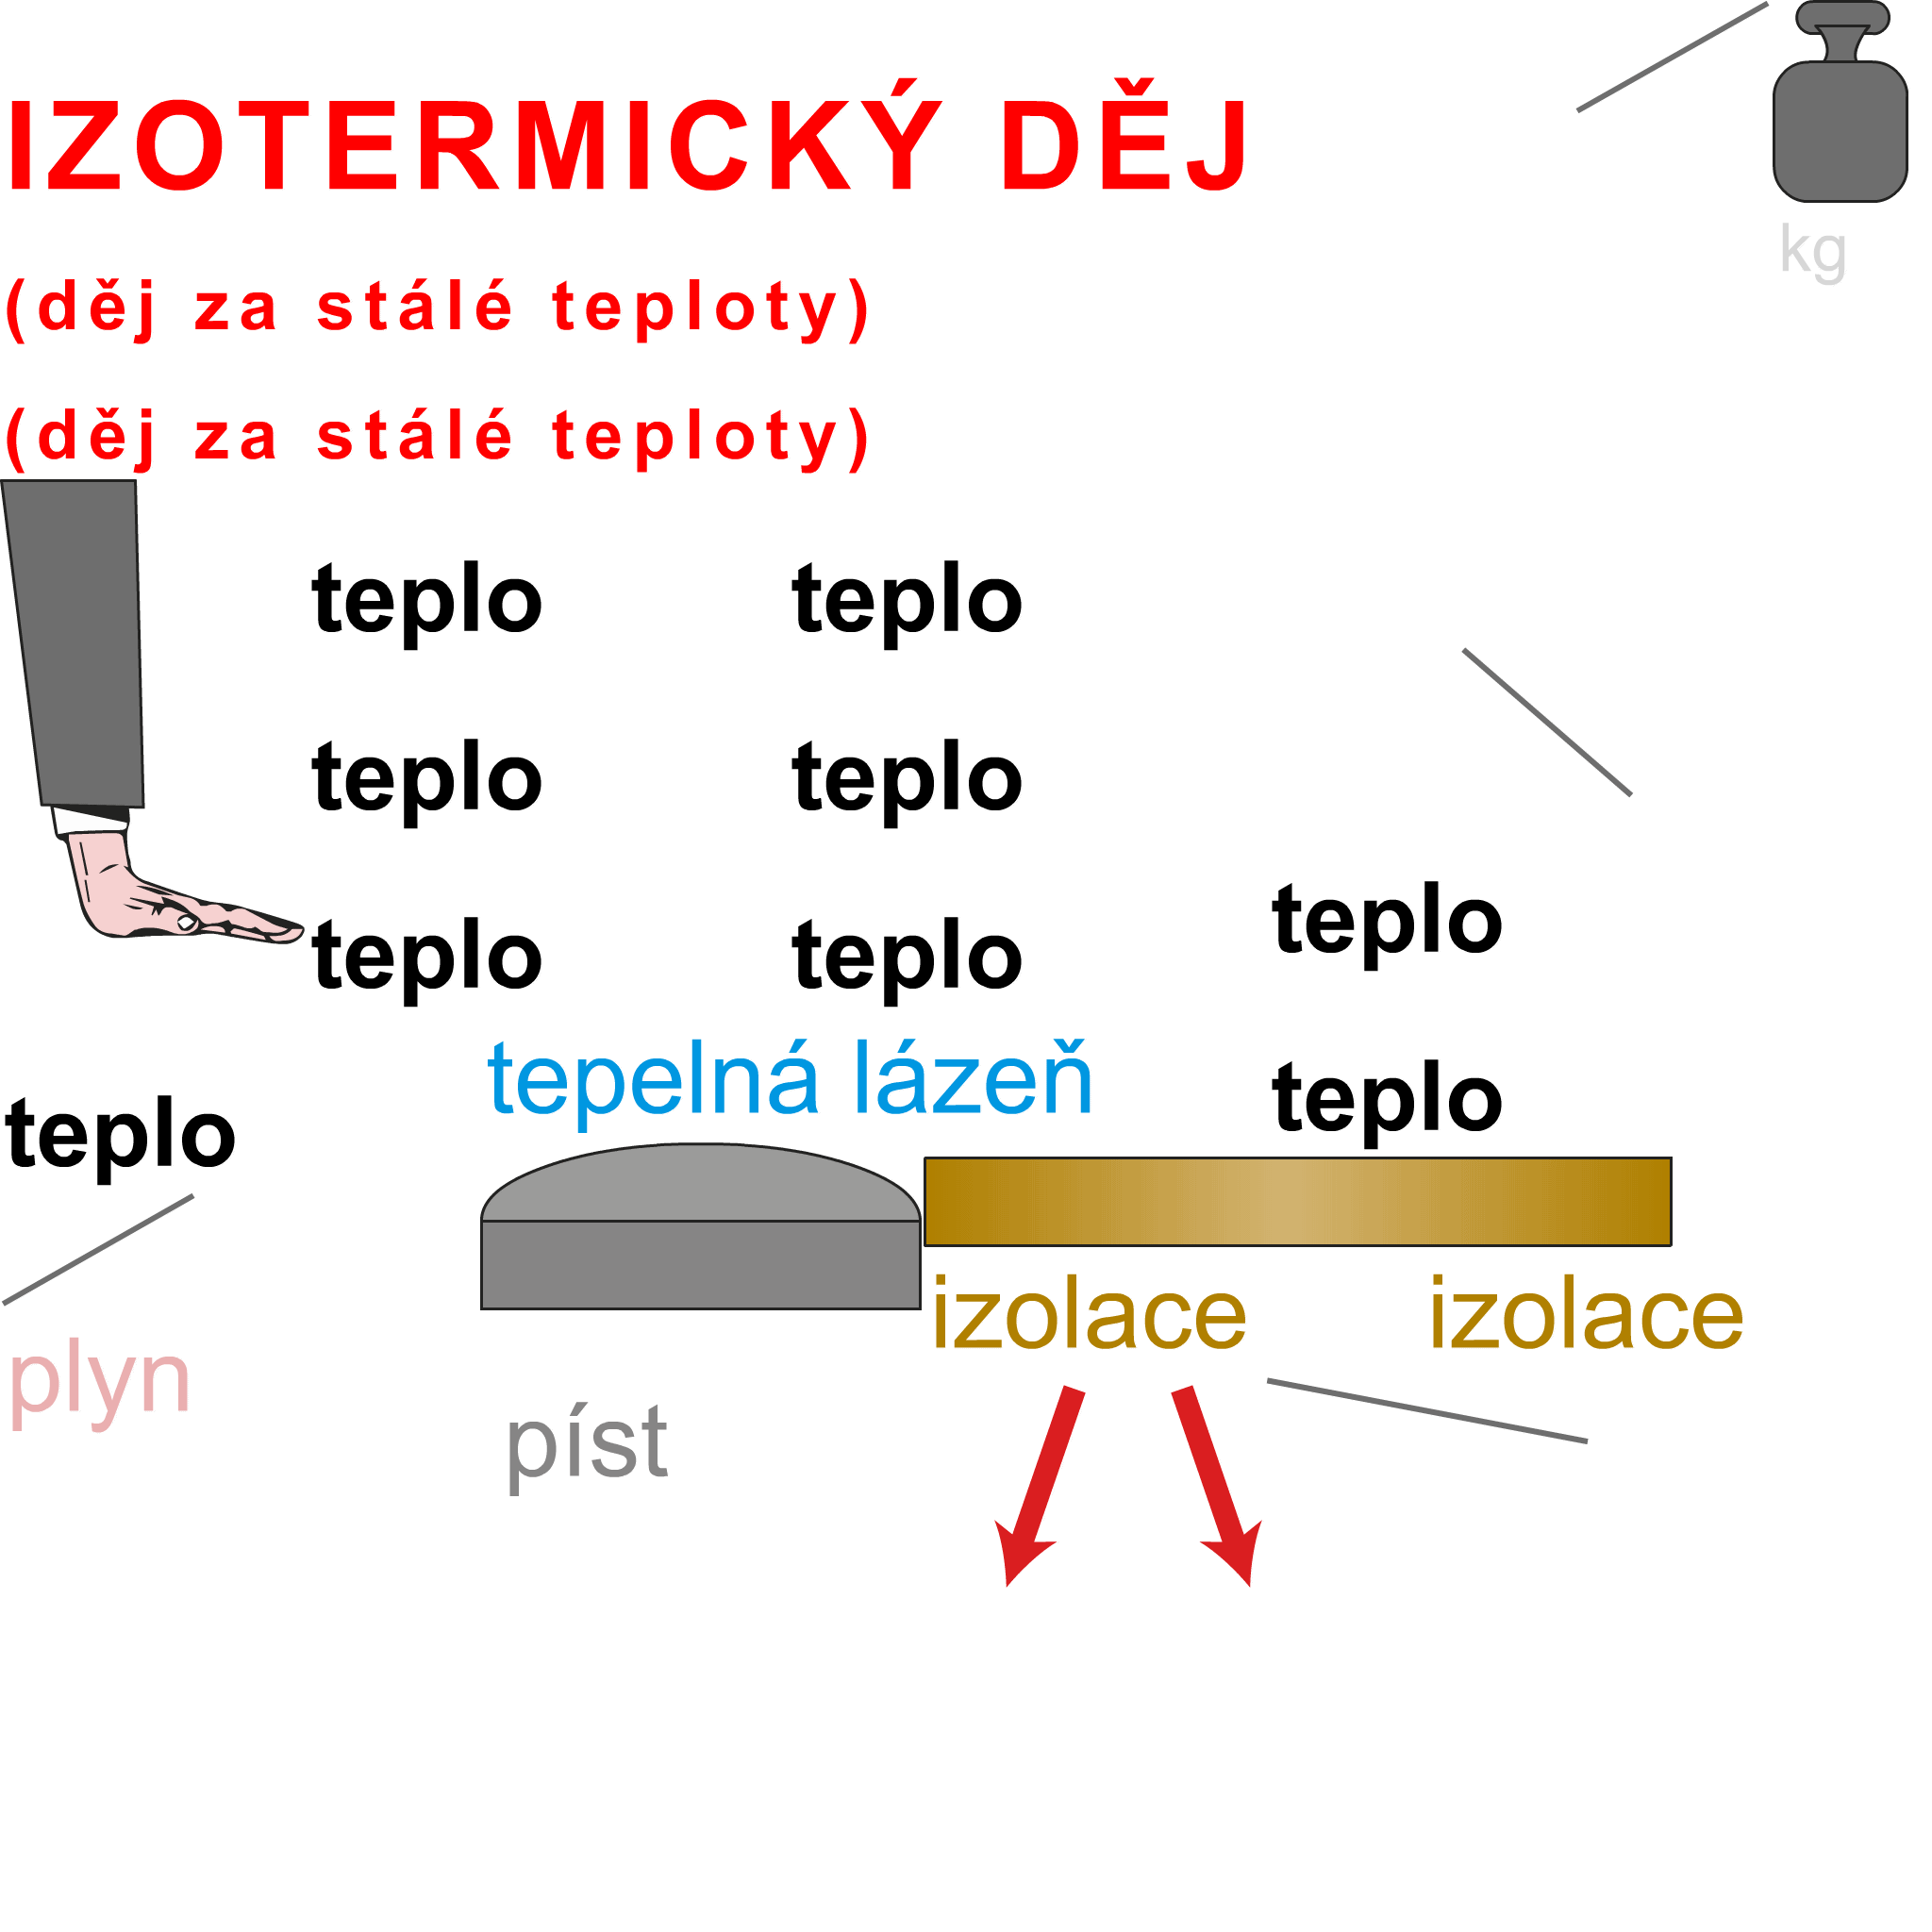 IZOTERMICKÝ DĚJ
kg
(děj za stálé teploty)
(děj za stálé teploty)
teplo teplo
teplo teplo
teplo
teplo teplo
tepelná lázeň
teplo
teplo
izolace izolace
plyn
píst